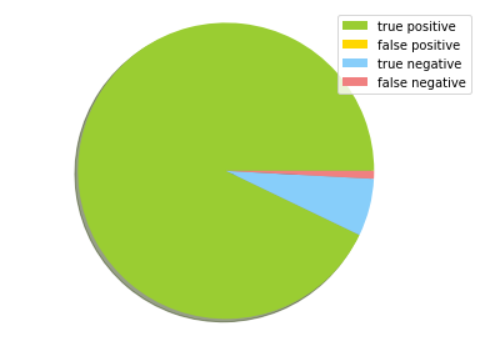 true positive
false positive
true negative
false negative